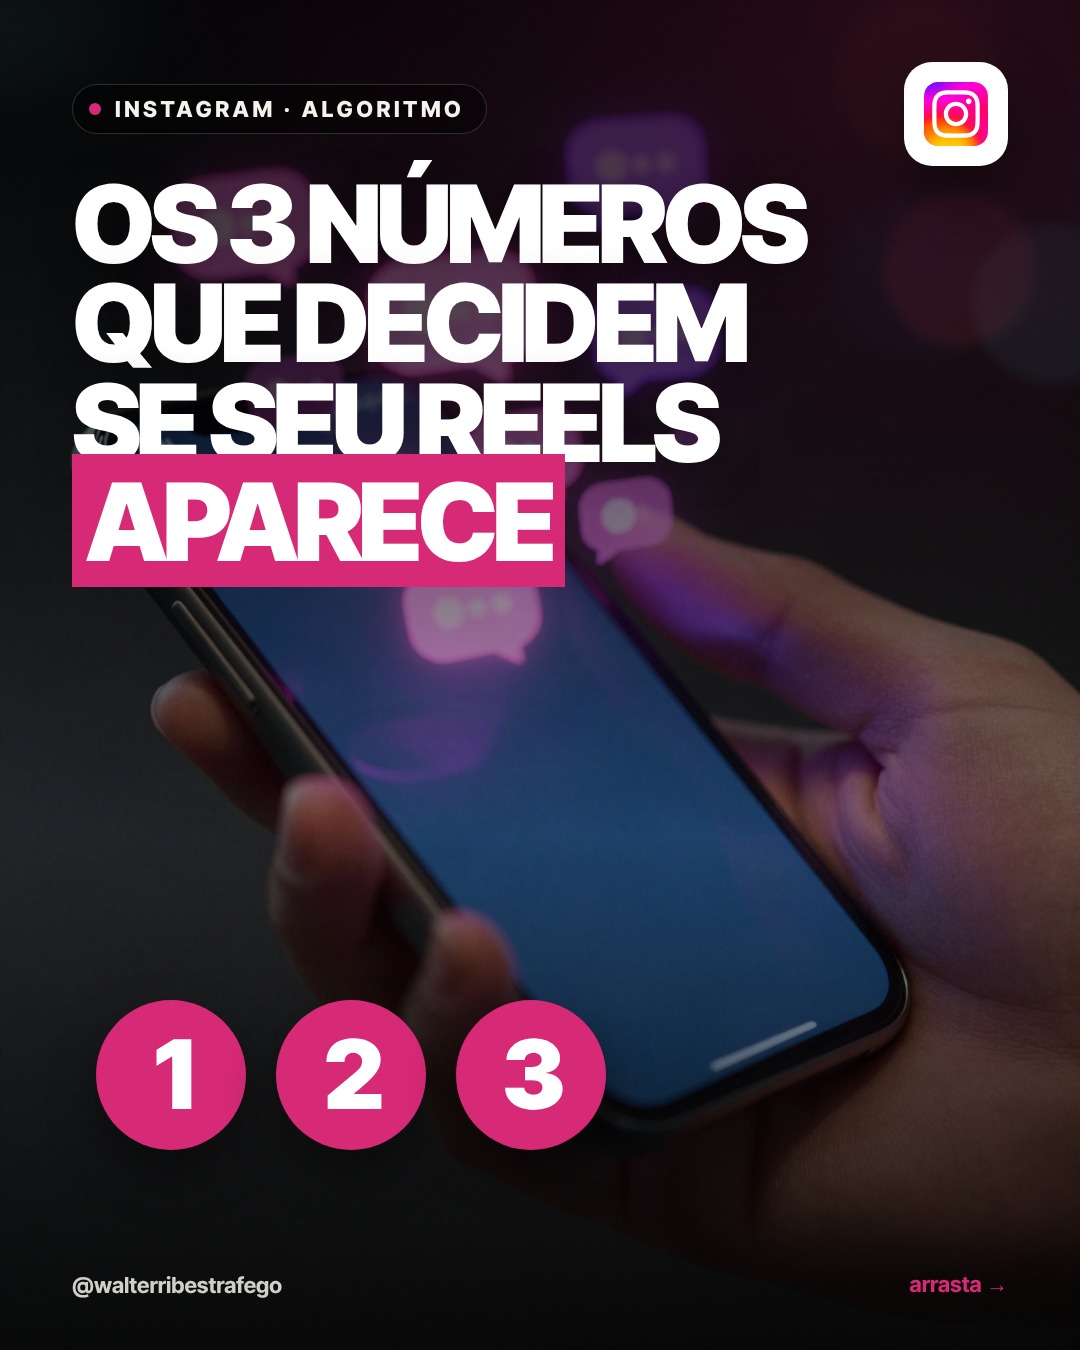 INSTAGRAM · ALGORITMO
OS 3 NÚMEROS
QUE DECIDEM
SE SEU REELS
APARECE
1 2 3
@walterribestrafego
arrasta →